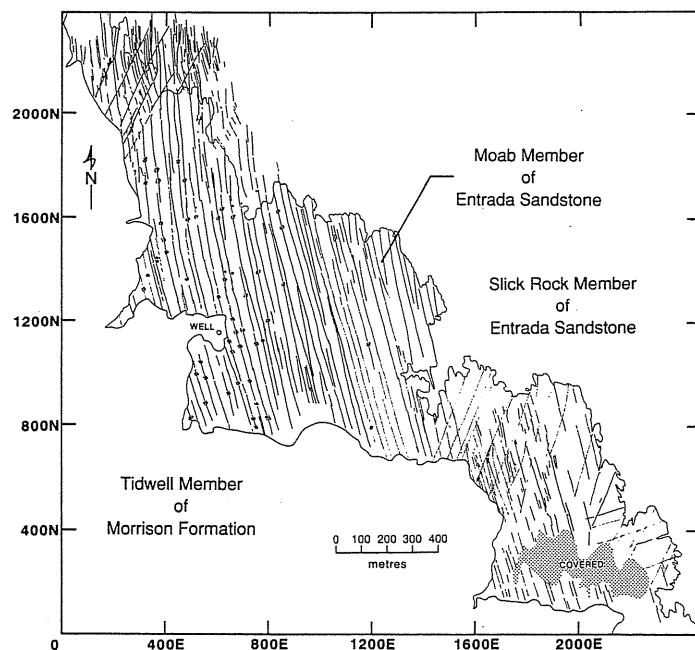 2000N
N
Moab Member
of
Entrada Sandstone
1600N
Slick Rock Member
of
Entrada Sandstone
1200N
WELL
800N
Tidwell Member
of
Morrison Formation
400N
0 100 200 300 400
metres
COVERED
0 400E 800E 1200E 1600E 2000E